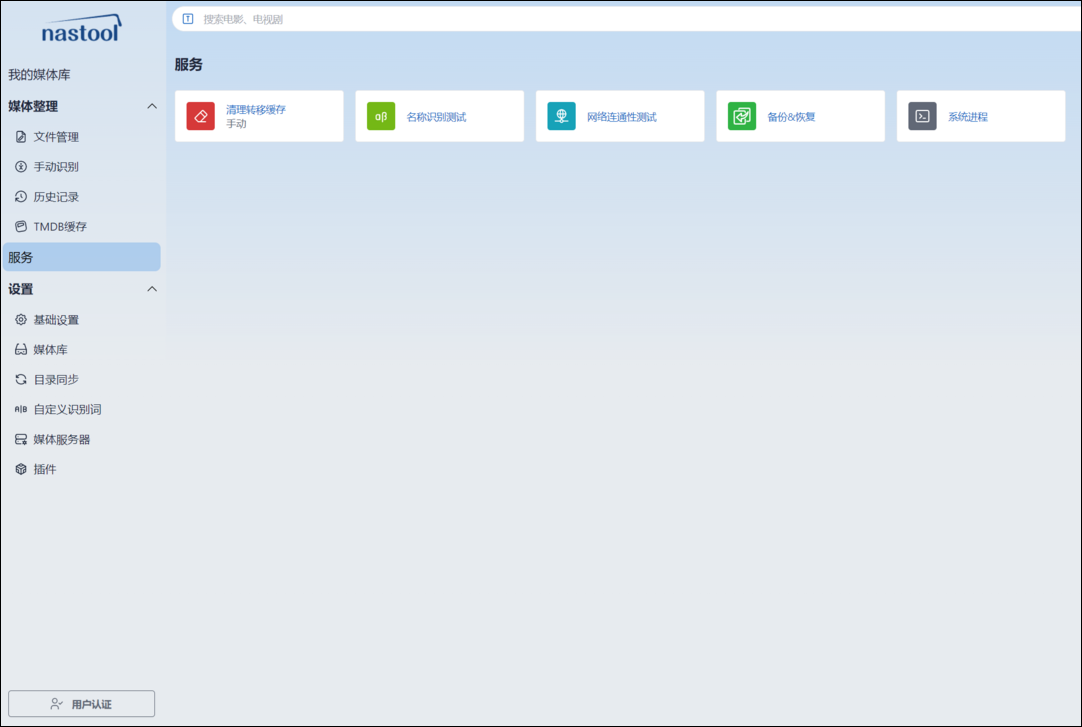 nastool
搜索电影、电视剧
我的媒体库
媒体整理
文件管理
手动识别
历史记录
TMDB缓存
服务
设置
基础设置
媒体库
目录同步
A|B 自定义识别词
媒体服务器
插件
用户认证
服务
清理转移缓存
手动
αβ 名称识别测试
网络连通性测试
备份&恢复
系统进程